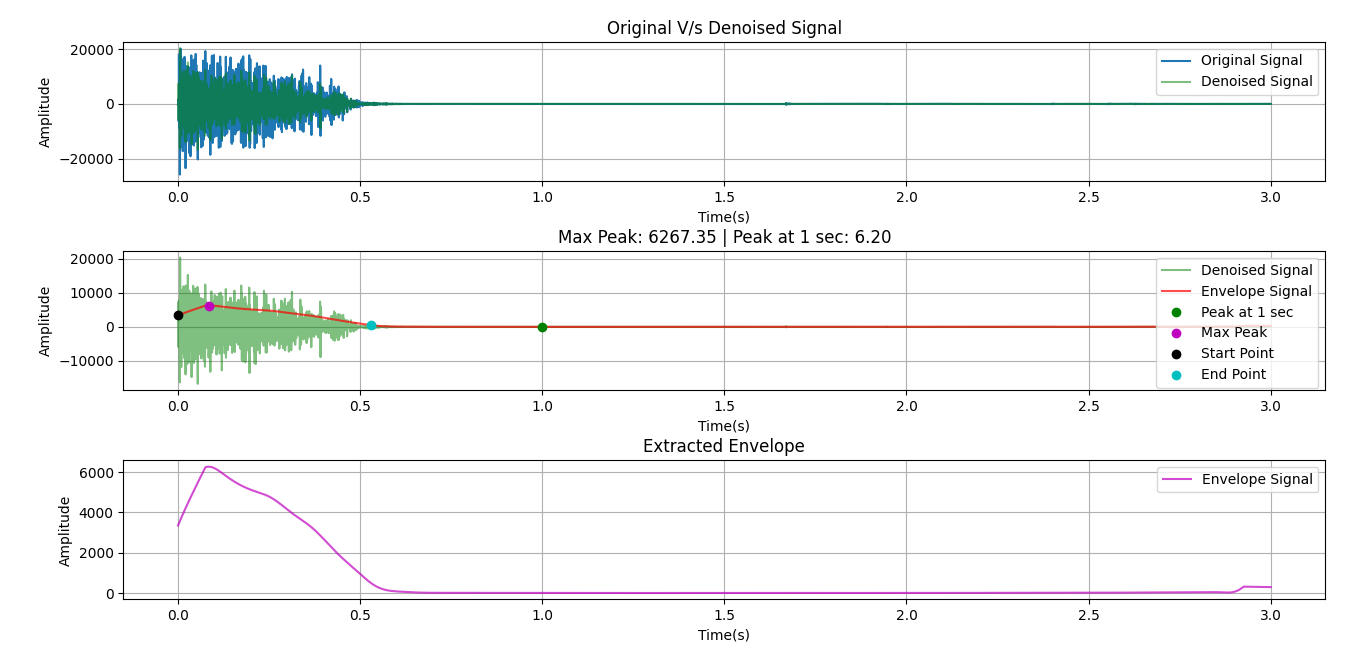 Original V/s Denoised Signal
20000
0
−20000
Amplitude
Original Signal
Denoised Signal
0.0 0.5 1.0 1.5 2.0 2.5 3.0
Time(s)
Max Peak: 6267.35 | Peak at 1 sec: 6.20
20000
10000
0
−10000
Amplitude
Denoised Signal
Envelope Signal
Peak at 1 sec
Max Peak
Start Point
End Point
0.0 0.5 1.0 1.5 2.0 2.5 3.0
Time(s)
Extracted Envelope
6000
4000
2000
0
Amplitude
Envelope Signal
0.0 0.5 1.0 1.5 2.0 2.5 3.0
Time(s)